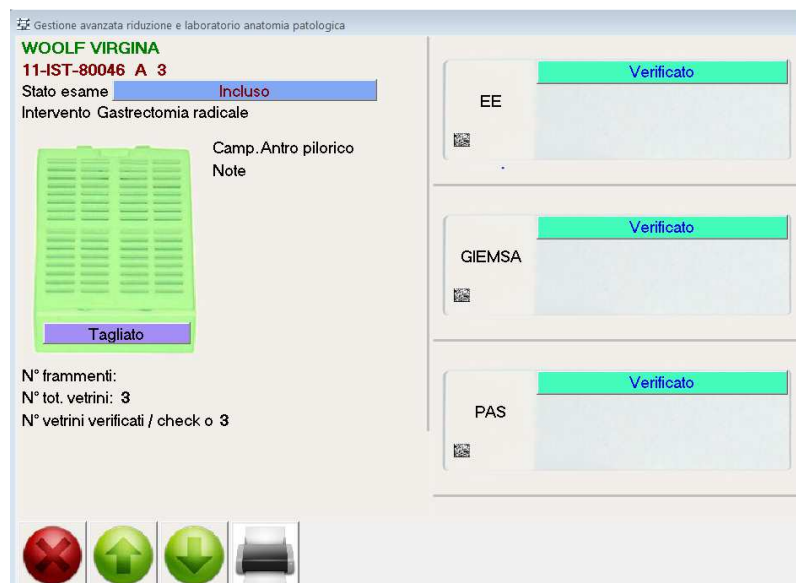 Gestione avanzata riduzione e laboratorio anatomia patologica
WOOLF VIRGINA
11-IST-80046 A 3
Stato esame Incluso
Intervento Gastrectomia radicale
Camp. Antro pilorico
Note
Tagliato
N° frammenti:
N° tot. vetrini: 3
N° vetrini verificati / check o 3
Verificato
EE
Verificato
GIEMSA
Verificato
PAS